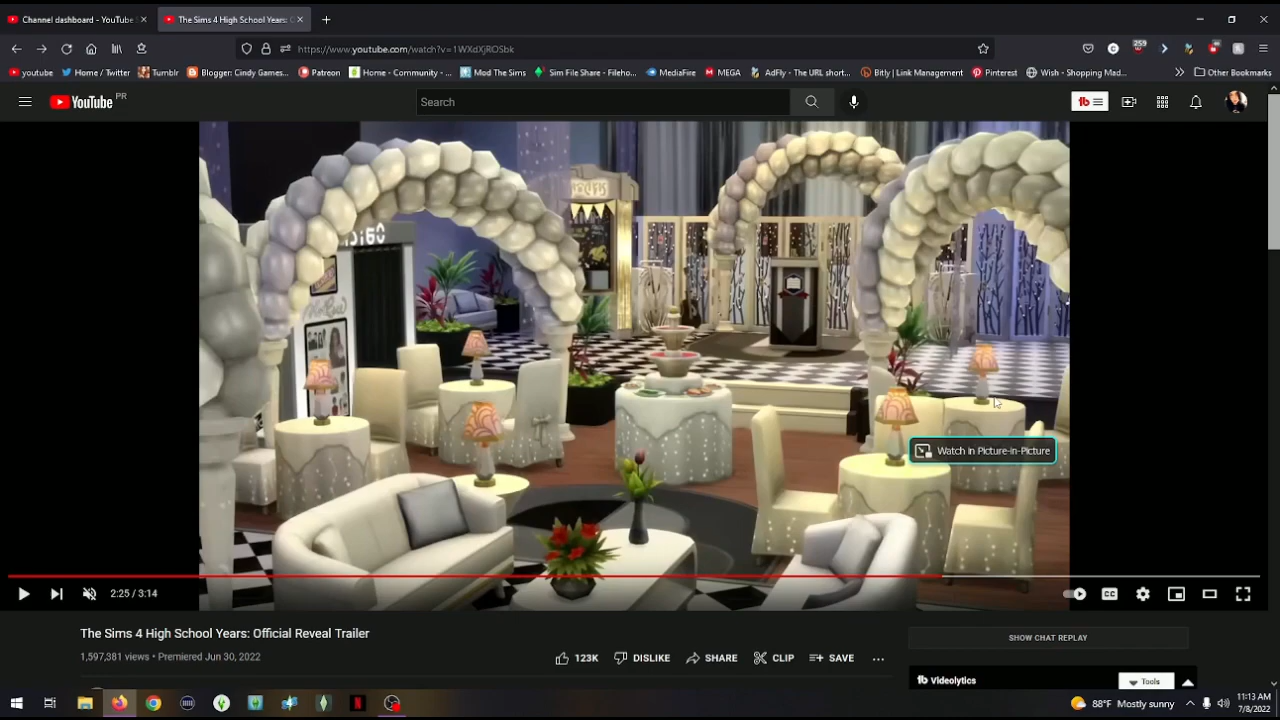 Channel dashboard - YouTube
The Sims 4 High School Years: O
https://www.youtube.com/watch?v=1WXdXjROSbk
259
youtube
Home / Twitter
Tumblr
Blogger: Cindy Games...
Patreon
Home - Community - ...
Mod The Sims
Sim File Share - Fileho...
MediaFire
MEGA
AdFly - The URL short...
Bitly | Link Management
Pinterest
Wish - Shopping Mad...
Other Bookmarks
YouTube PR
Search
tb
Watch in Picture-in-Picture
2:25 / 3:14
CC
The Sims 4 High School Years: Official Reveal Trailer
1,597,381 views • Premiered Jun 30, 2022
123K
DISLIKE
SHARE
CLIP
SAVE
SHOW CHAT REPLAY
tb Videolytics
Tools
88°F Mostly sunny
11:13 AM
7/8/2022